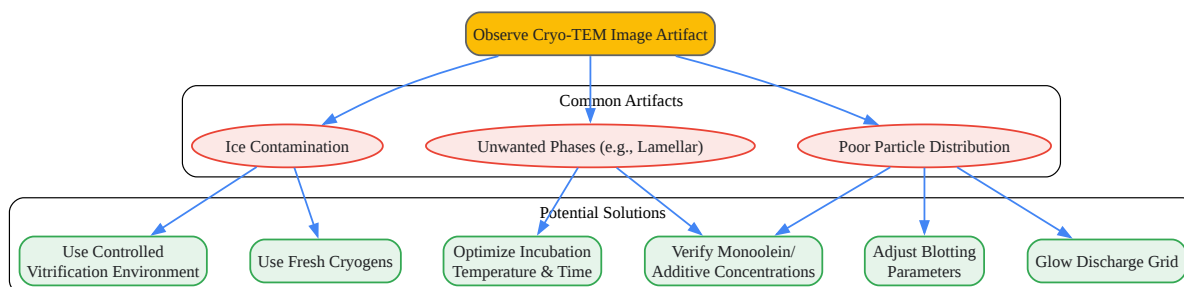 Observe Cryo-TEM Image Artifact
Common Artifacts
Ice Contamination
Unwanted Phases (e.g., Lamellar)
Poor Particle Distribution
Potential Solutions
Use Controlled
Vitrification Environment
Use Fresh Cryogens
Optimize Incubation
Temperature & Time
Verify Monoolein/
Additive Concentrations
Adjust Blotting
Parameters
Glow Discharge Grid